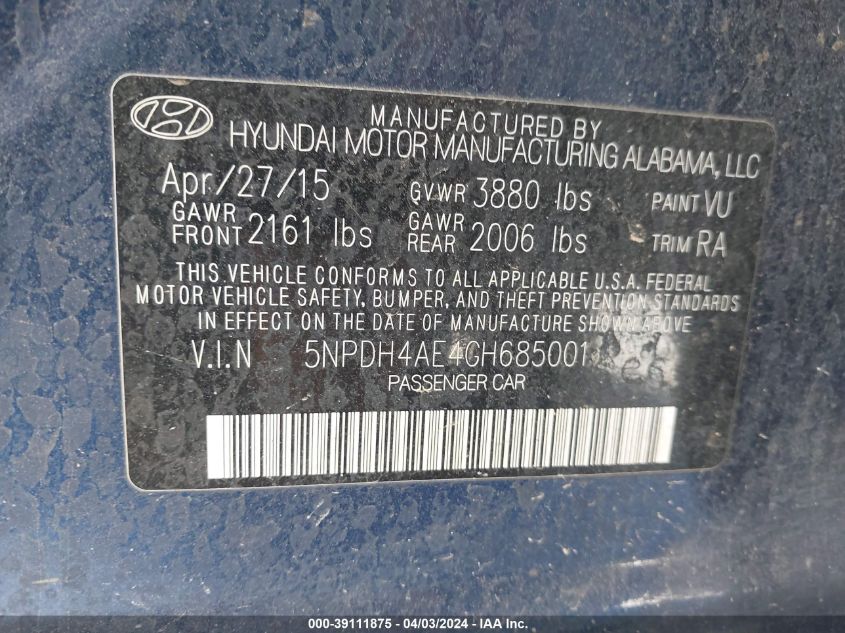 MANUFACTURED BY
HYUNDAI MOTOR MANUFACTURING ALABAMA, LLC
Apr/27/15 GVWR 3880 lbs PAINT VU
GAWR FRONT 2161 lbs GAWR REAR 2006 lbs TRIM RA
THIS VEHICLE CONFORMS TO ALL APPLICABLE U.S.A. FEDERAL
MOTOR VEHICLE SAFETY, BUMPER, AND THEFT PREVENTION STANDARDS
IN EFFECT ON THE DATE OF MANUFACTURE SHOWN ABOVE
V.I.N 5NPDH4AE4GH685001
PASSENGER CAR
000-39111875 | 04/03/2024 - IAA Inc.